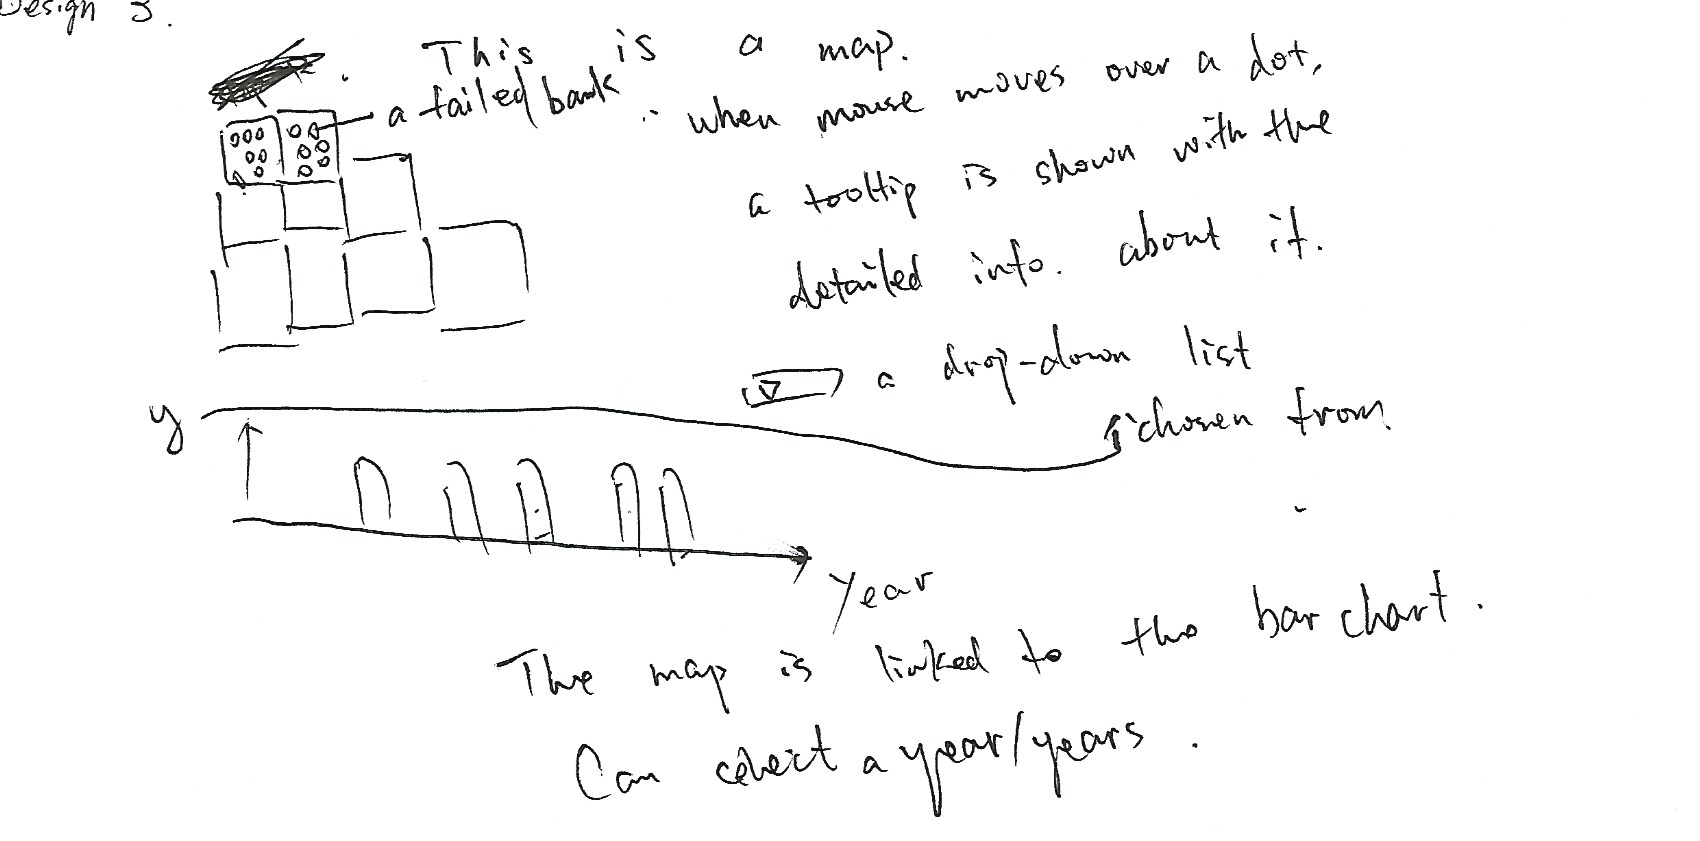 Design 3.
This is a map.
a failed bank
when mouse moves over a dot,
a tooltip is shown with the
detailed info. about it.
a drop-down list
y
chosen from
Year
The map is linked to the bar chart.
Can select a year/years.